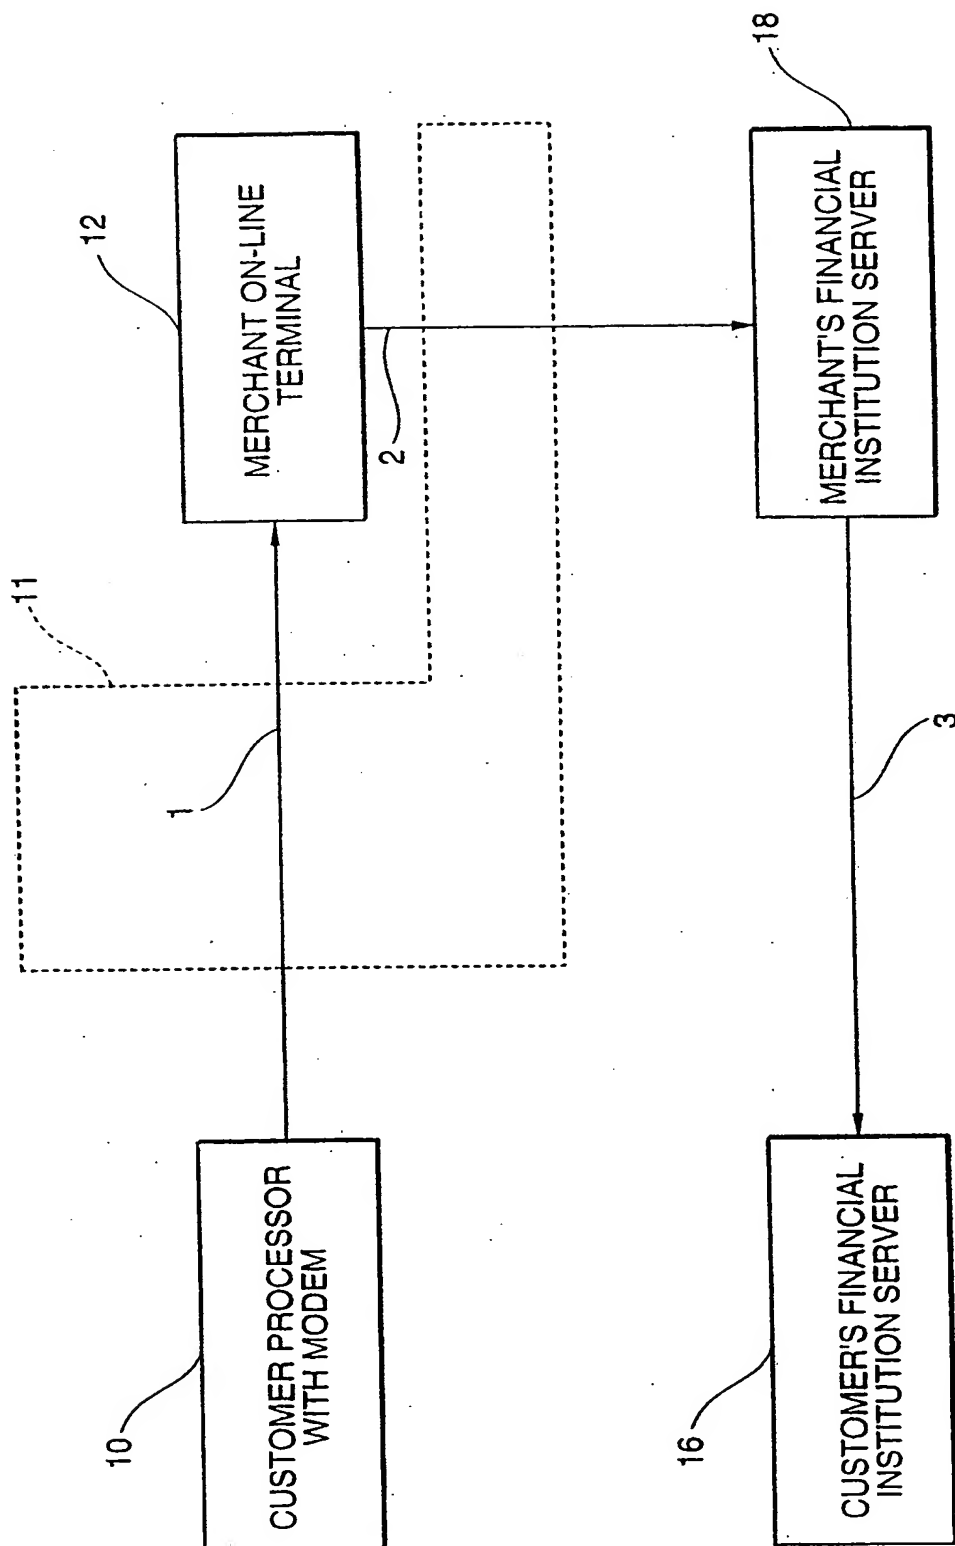 10
CUSTOMER PROCESSOR
WITH MODEM
1
11
12
MERCHANT ON-LINE
TERMINAL
2
16
CUSTOMER'S FINANCIAL
INSTITUTION SERVER
3
18
MERCHANT'S FINANCIAL
INSTITUTION SERVER